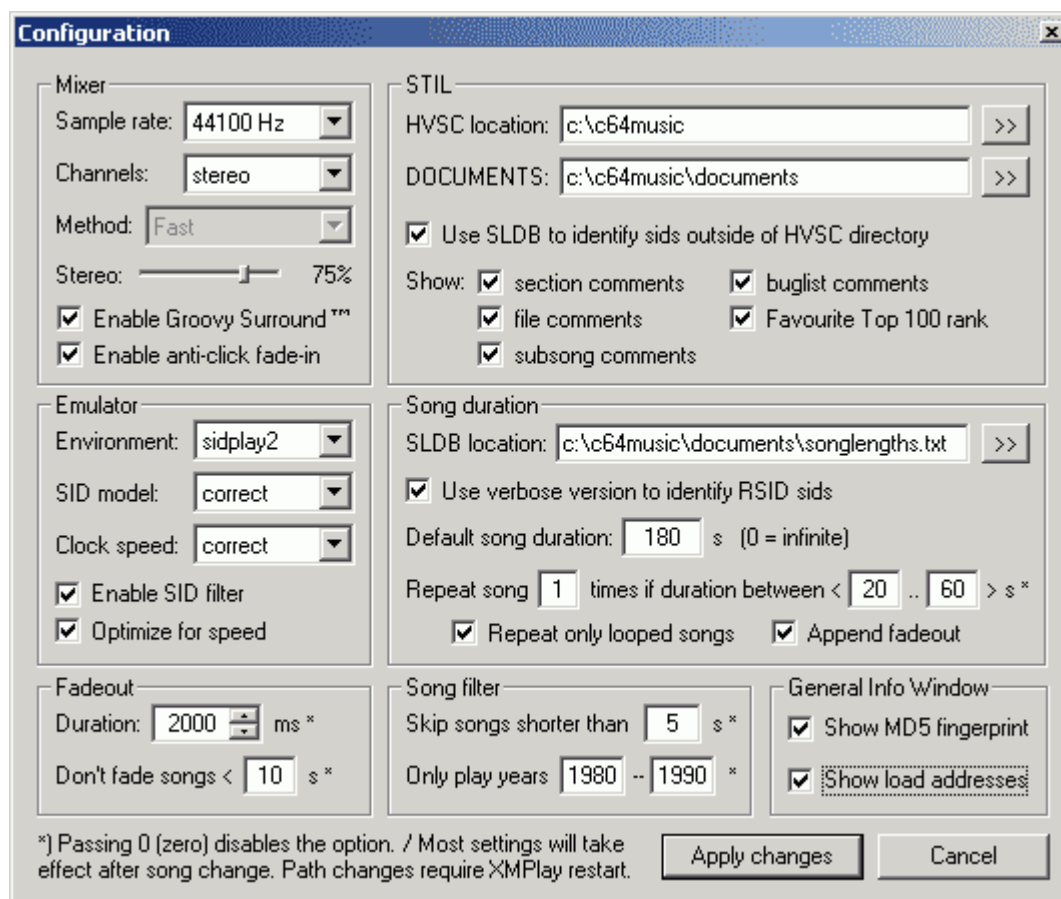 Configuration
Mixer
Sample rate: 44100 Hz
Channels: stereo
Method: Fast
Stereo: 75%
Enable Groovy Surround™
Enable anti-click fade-in
STIL
HVSC location: c:\c64music >>
DOCUMENTS: c:\c64music\documents >>
Use SLDB to identify sids outside of HVSC directory
Show: section comments buglist comments
file comments Favourite Top 100 rank
subsong comments
Emulator
Environment: sidplay2
SID model: correct
Clock speed: correct
Enable SID filter
Optimize for speed
Song duration
SLDB location: c:\c64music\documents\songlengths.txt >>
Use verbose version to identify RSID sids
Default song duration: 180 s (0 = infinite)
Repeat song 1 times if duration between < 20 .. 60 > s *
Repeat only looped songs Append fadeout
Fadeout
Duration: 2000 ms *
Don't fade songs < 10 s *
Song filter
Skip songs shorter than 5 s *
Only play years 1980 -- 1990 *
General Info Window
Show MD5 fingerprint
Show load addresses
*) Passing 0 (zero) disables the option. / Most settings will take
effect after song change. Path changes require XMPlay restart.
Apply changes Cancel